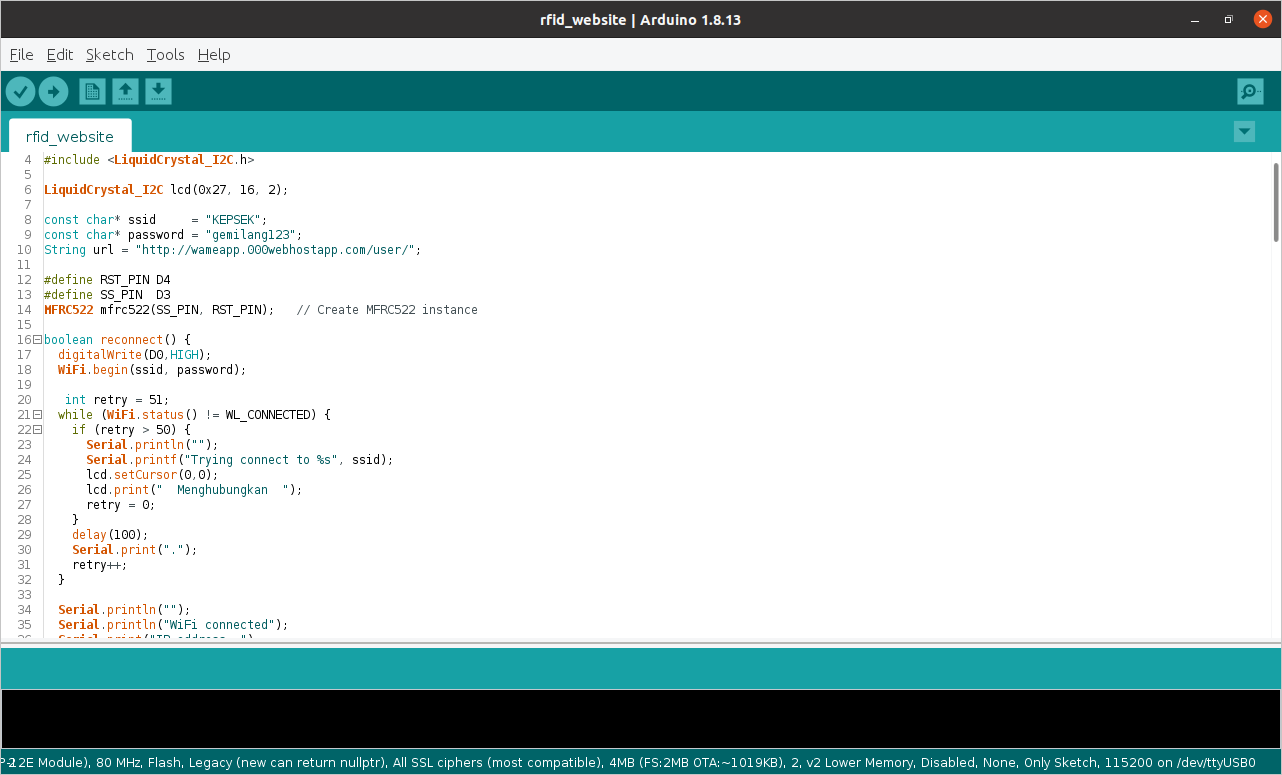 rfid_website | Arduino 1.8.13
File Edit Sketch Tools Help
rfid_website
4 #include <LiquidCrystal_I2C.h>
5
6 LiquidCrystal_I2C lcd(0x27, 16, 2);
7
8 const char* ssid     = "KEPSEK";
9 const char* password = "gemilang123";
10 String url = "http://wameapp.000webhostapp.com/user/";
11
12 #define RST_PIN D4
13 #define SS_PIN  D3
14 MFRC522 mfrc522(SS_PIN, RST_PIN);   // Create MFRC522 instance
15
16 boolean reconnect() {
17   digitalWrite(D0,HIGH);
18   WiFi.begin(ssid, password);
19
20    int retry = 51;
21   while (WiFi.status() != WL_CONNECTED) {
22     if (retry > 50) {
23       Serial.println("");
24       Serial.printf("Trying connect to %s", ssid);
25       lcd.setCursor(0,0);
26       lcd.print("  Menghubungkan  ");
27       retry = 0;
28     }
29     delay(100);
30     Serial.print(".");
31     retry++;
32   }
33
34   Serial.println("");
35   Serial.println("WiFi connected");
12E Module), 80 MHz, Flash, Legacy (new can return nullptr), All SSL ciphers (most compatible), 4MB (FS:2MB OTA:~1019KB), 2, v2 Lower Memory, Disabled, None, Only Sketch, 115200 on /dev/ttyUSB0